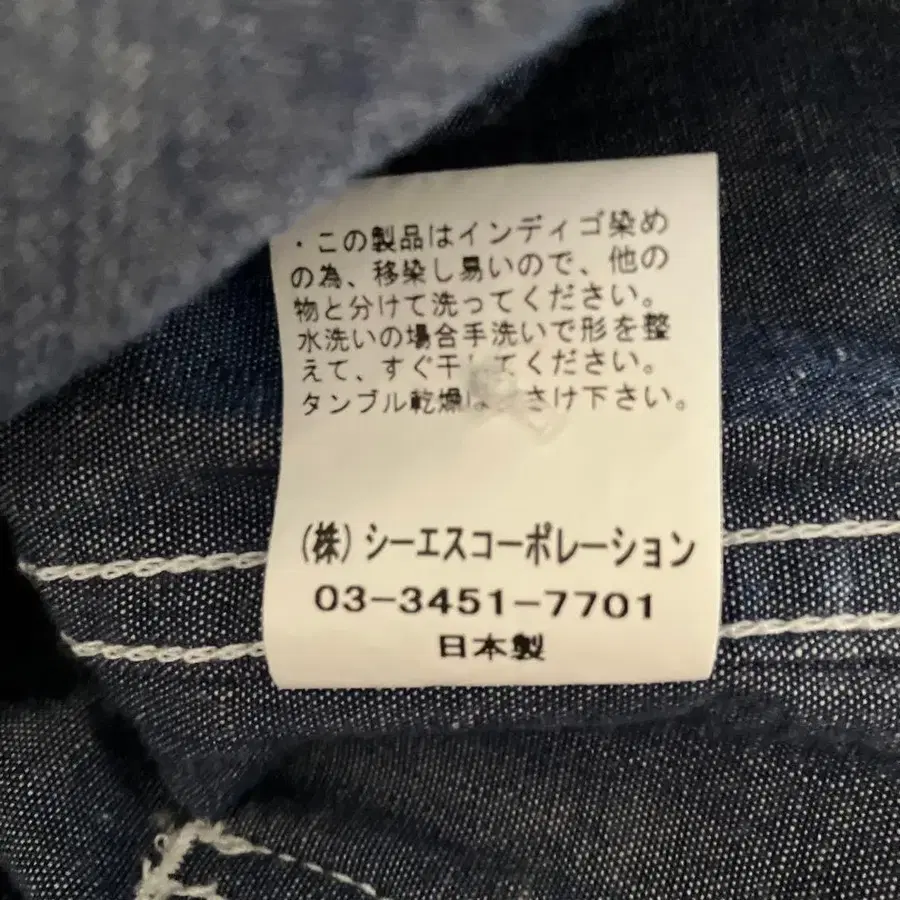 ・この製品はインディゴ染め
の為、移染し易いので、他の
物と分けて洗ってください。
水洗いの場合手洗いで形を整
えて、すぐ干してください。
タンブル乾燥は さけ下さい。
(株)シーエスコーポレーション
03-3451-7701
日本製